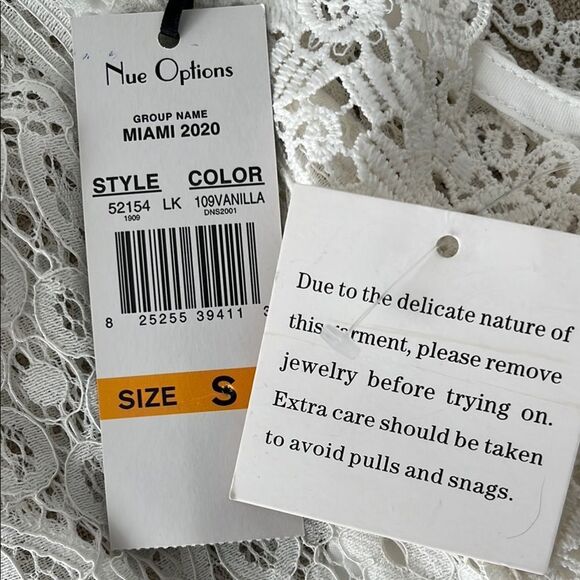 Nue Options
GROUP NAME
MIAMI 2020
STYLE COLOR
52154 LK 109VANILLA
1909 DNS2001
8 25255 39411 3
SIZE S
Due to the delicate nature of
this garment, please remove
jewelry before trying on.
Extra care should be taken
to avoid pulls and snags.